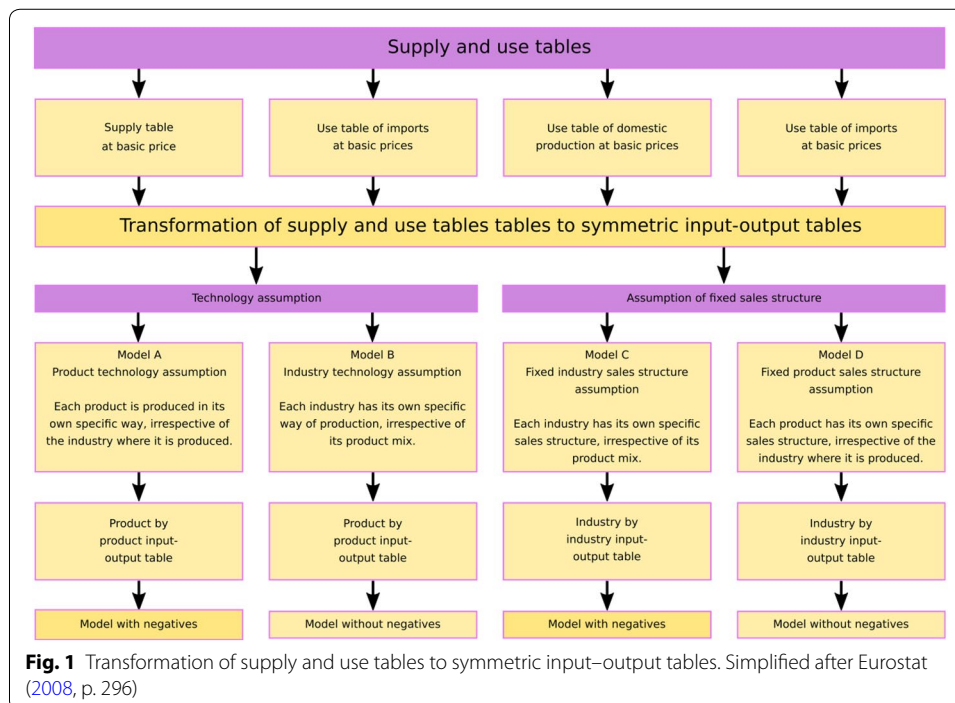 Supply and use tables
Supply table
at basic price
Use table of imports
at basic prices
Use table of domestic
production at basic prices
Use table of imports
at basic prices
Transformation of supply and use tables tables to symmetric input-output tables
Technology assumption
Assumption of fixed sales structure
Model A
Product technology assumption
Each product is produced in its
own specific way, irrespective of
the industry where it is produced.
Model B
Industry technology assumption
Each industry has its own specific
way of production, irrespective of
its product mix.
Model C
Fixed industry sales structure
assumption
Each industry has its own specific
sales structure, irrespective of its
product mix.
Model D
Fixed product sales structure
assumption
Each product has its own specific
sales structure, irrespective of the
industry where it is produced.
Product by
product input-
output table
Product by
product input-
output table
Industry by
industry input-
output table
Industry by
industry input-
output table
Model with negatives
Model without negatives
Model with negatives
Model without negatives
Fig. 1 Transformation of supply and use tables to symmetric input–output tables. Simplified after Eurostat
(2008, p. 296)